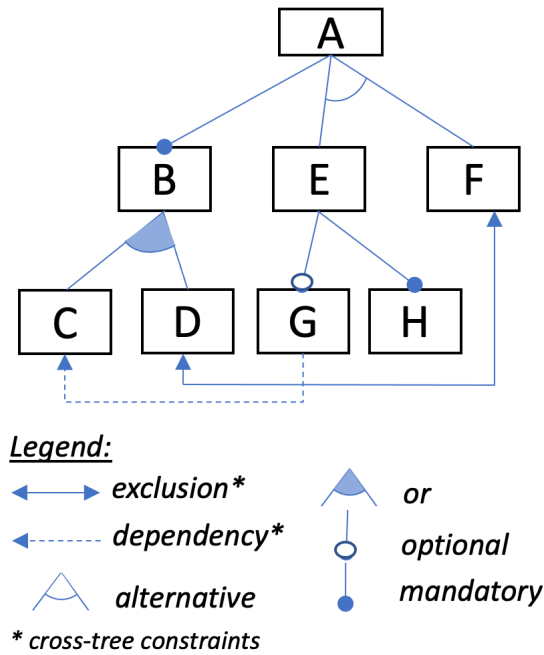 A
B E F
C D G H
Legend:
exclusion* or
dependency* optional
alternative mandatory
* cross-tree constraints